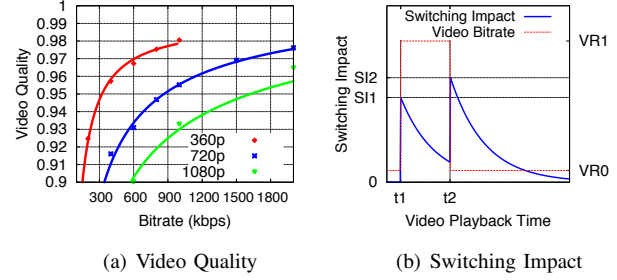 1
0.99
0.98
0.97
0.96
0.95
0.94
0.93
0.92
0.91
0.9
Video Quality
360p
720p
1080p
300 600 900 1200 1500 1800
Bitrate (kbps)
(a) Video Quality
Switching Impact
Video Bitrate
VR1
SI2
SI1
VR0
0
Switching Impact
t1 t2
Video Playback Time
(b) Switching Impact